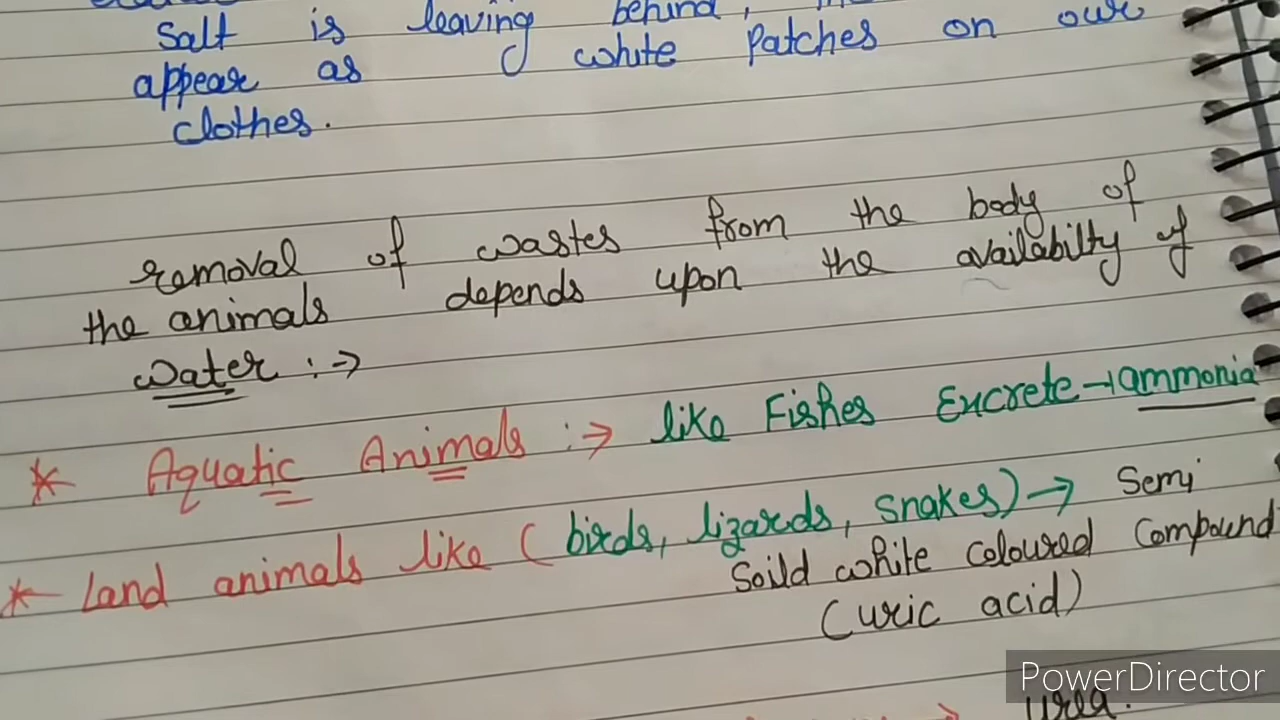 Salt is leaving behind,
appear as white Patches on our
clothes.
removal of wastes from the body of
the animals depends upon the availabilty of
water :→
* Aquatic Animals :→ like Fishes Excrete → ammonia
* Land animals like (birds, lizards, snakes) → Semi
Soild white coloured Compound
(uric acid)
→ urea.
PowerDirector